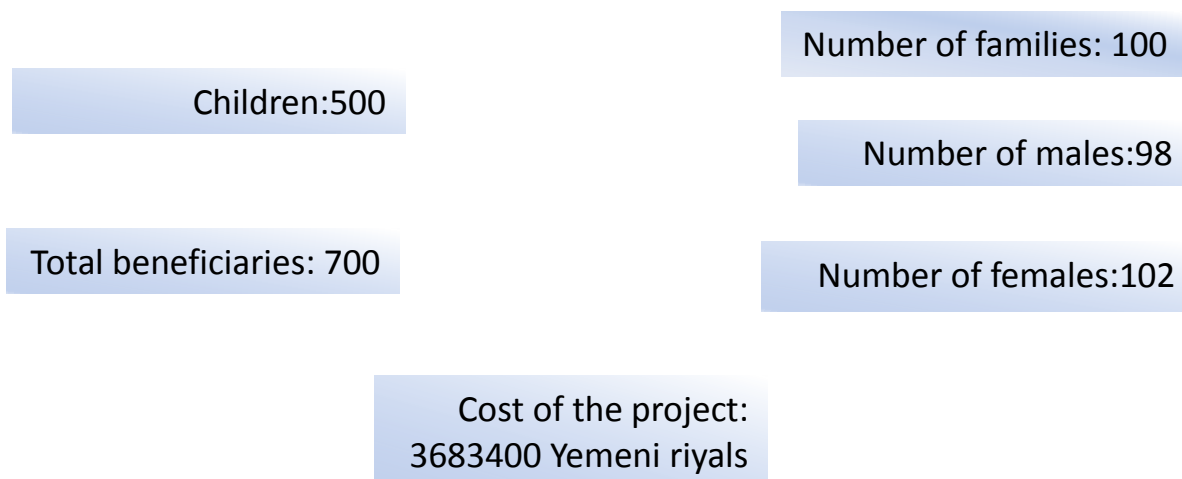 Number of families: 100
Children:500
Number of males:98
Total beneficiaries: 700
Number of females:102
Cost of the project:
3683400 Yemeni riyals